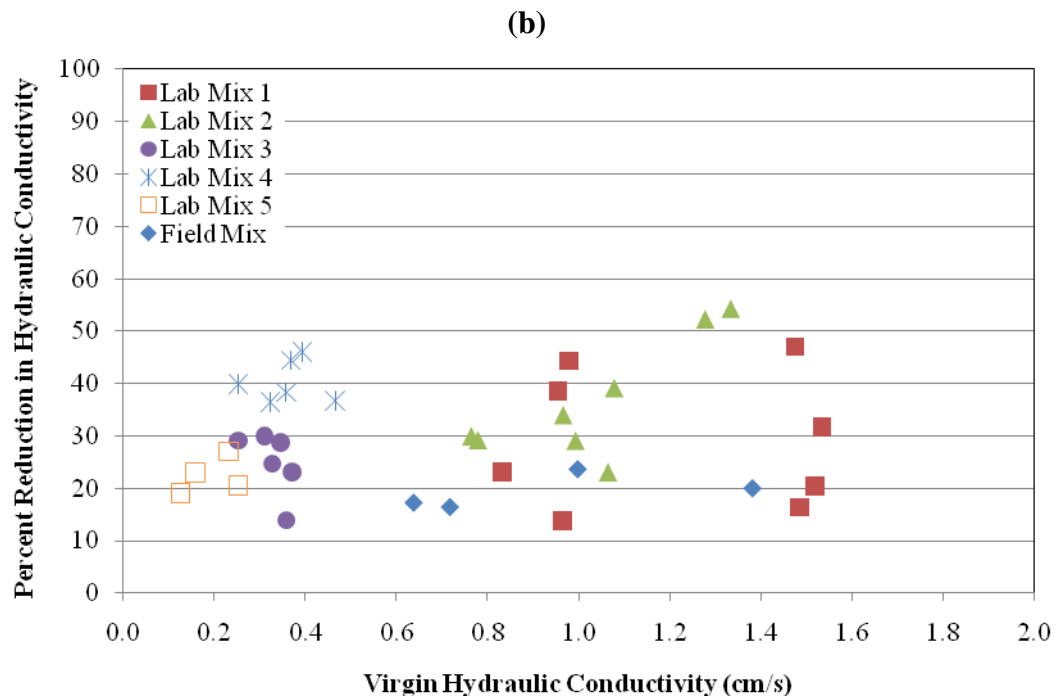 (b)
Percent Reduction in Hydraulic Conductivity
100
90
80
70
60
50
40
30
20
10
0
Lab Mix 1
Lab Mix 2
Lab Mix 3
Lab Mix 4
Lab Mix 5
Field Mix
0.0 0.2 0.4 0.6 0.8 1.0 1.2 1.4 1.6 1.8 2.0
Virgin Hydraulic Conductivity (cm/s)